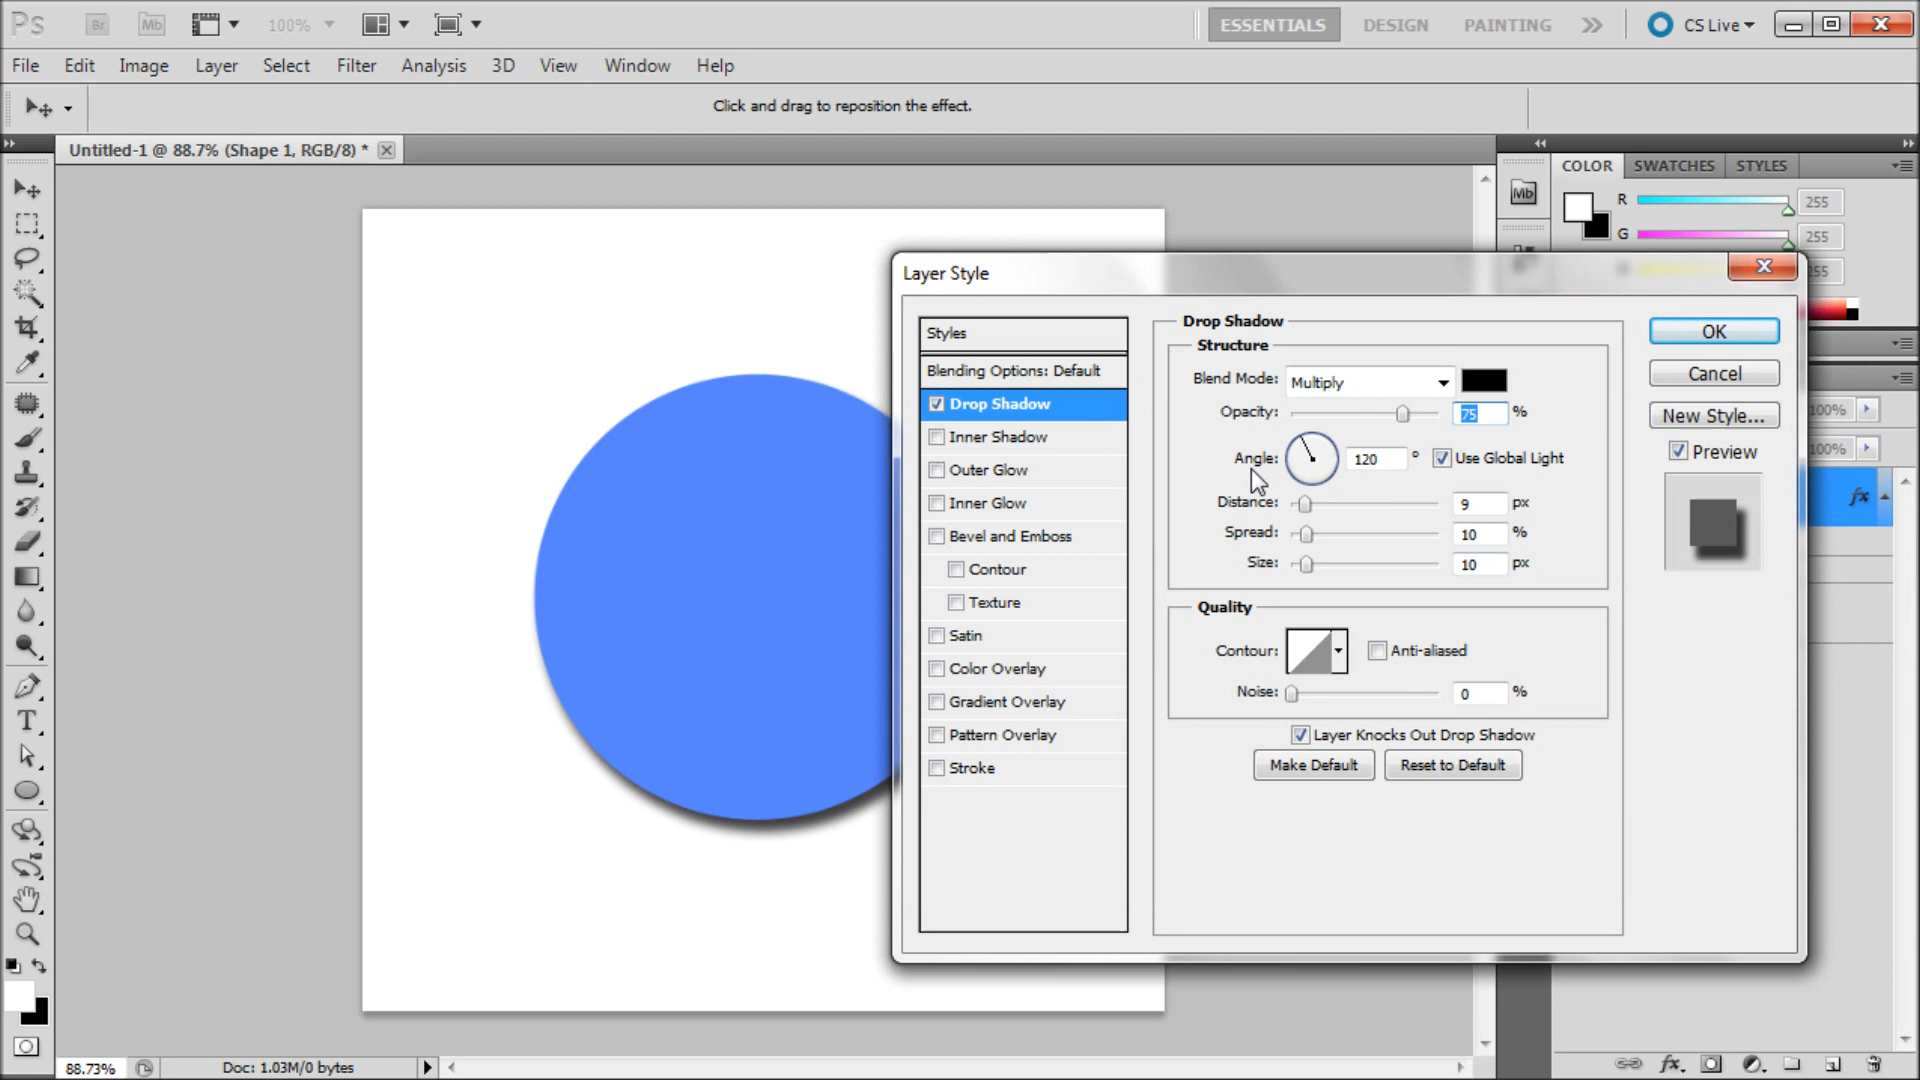 Ps Br Mb 100% ESSENTIALS DESIGN PAINTING CS Live
File Edit Image Layer Select Filter Analysis 3D View Window Help
Click and drag to reposition the effect.
Untitled-1 @ 88.7% (Shape 1, RGB/8) *
COLOR SWATCHES STYLES
Mb
R 255
G 255
255
Layer Style
Styles
Blending Options: Default
Drop Shadow
Inner Shadow
Outer Glow
Inner Glow
Bevel and Emboss
Contour
Texture
Satin
Color Overlay
Gradient Overlay
Pattern Overlay
Stroke
Drop Shadow
Structure
Blend Mode: Multiply
Opacity: 75 %
Angle: 120 ° Use Global Light
Distance: 9 px
Spread: 10 %
Size: 10 px
Quality
Contour: Anti-aliased
Noise: 0 %
Layer Knocks Out Drop Shadow
Make Default Reset to Default
OK
Cancel
New Style...
Preview
100%
100%
fx
T
88.73% Doc: 1.03M/0 bytes
fx